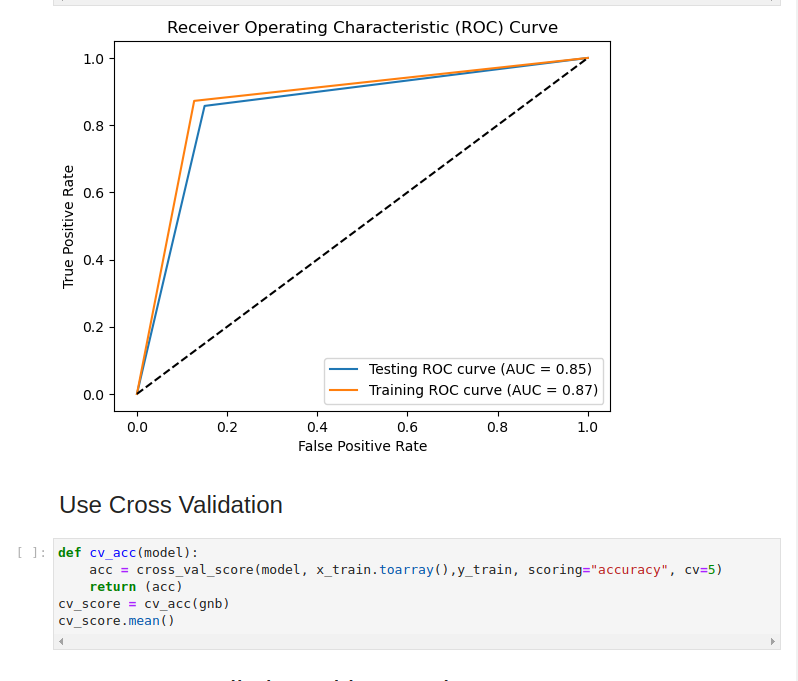 Receiver Operating Characteristic (ROC) Curve
1.0
0.8
0.6
0.4
0.2
0.0
True Positive Rate
Testing ROC curve (AUC = 0.85)
Training ROC curve (AUC = 0.87)
0.0 0.2 0.4 0.6 0.8 1.0
False Positive Rate
Use Cross Validation
[ ]: def cv_acc(model):
    acc = cross_val_score(model, x_train.toarray(),y_train, scoring="accuracy", cv=5)
    return (acc)
cv_score = cv_acc(gnb)
cv_score.mean()